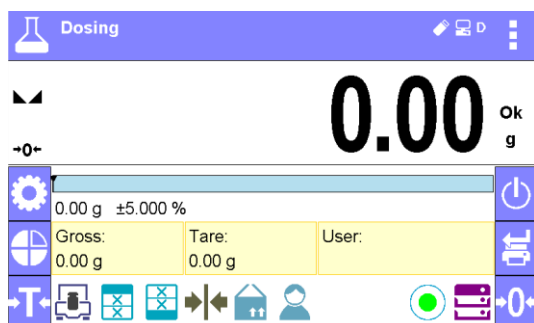 Dosing
D
0.00
Ok
g
→0←
0.00 g ±5.000 %
Gross: Tare: User:
0.00 g 0.00 g
→T← →0←